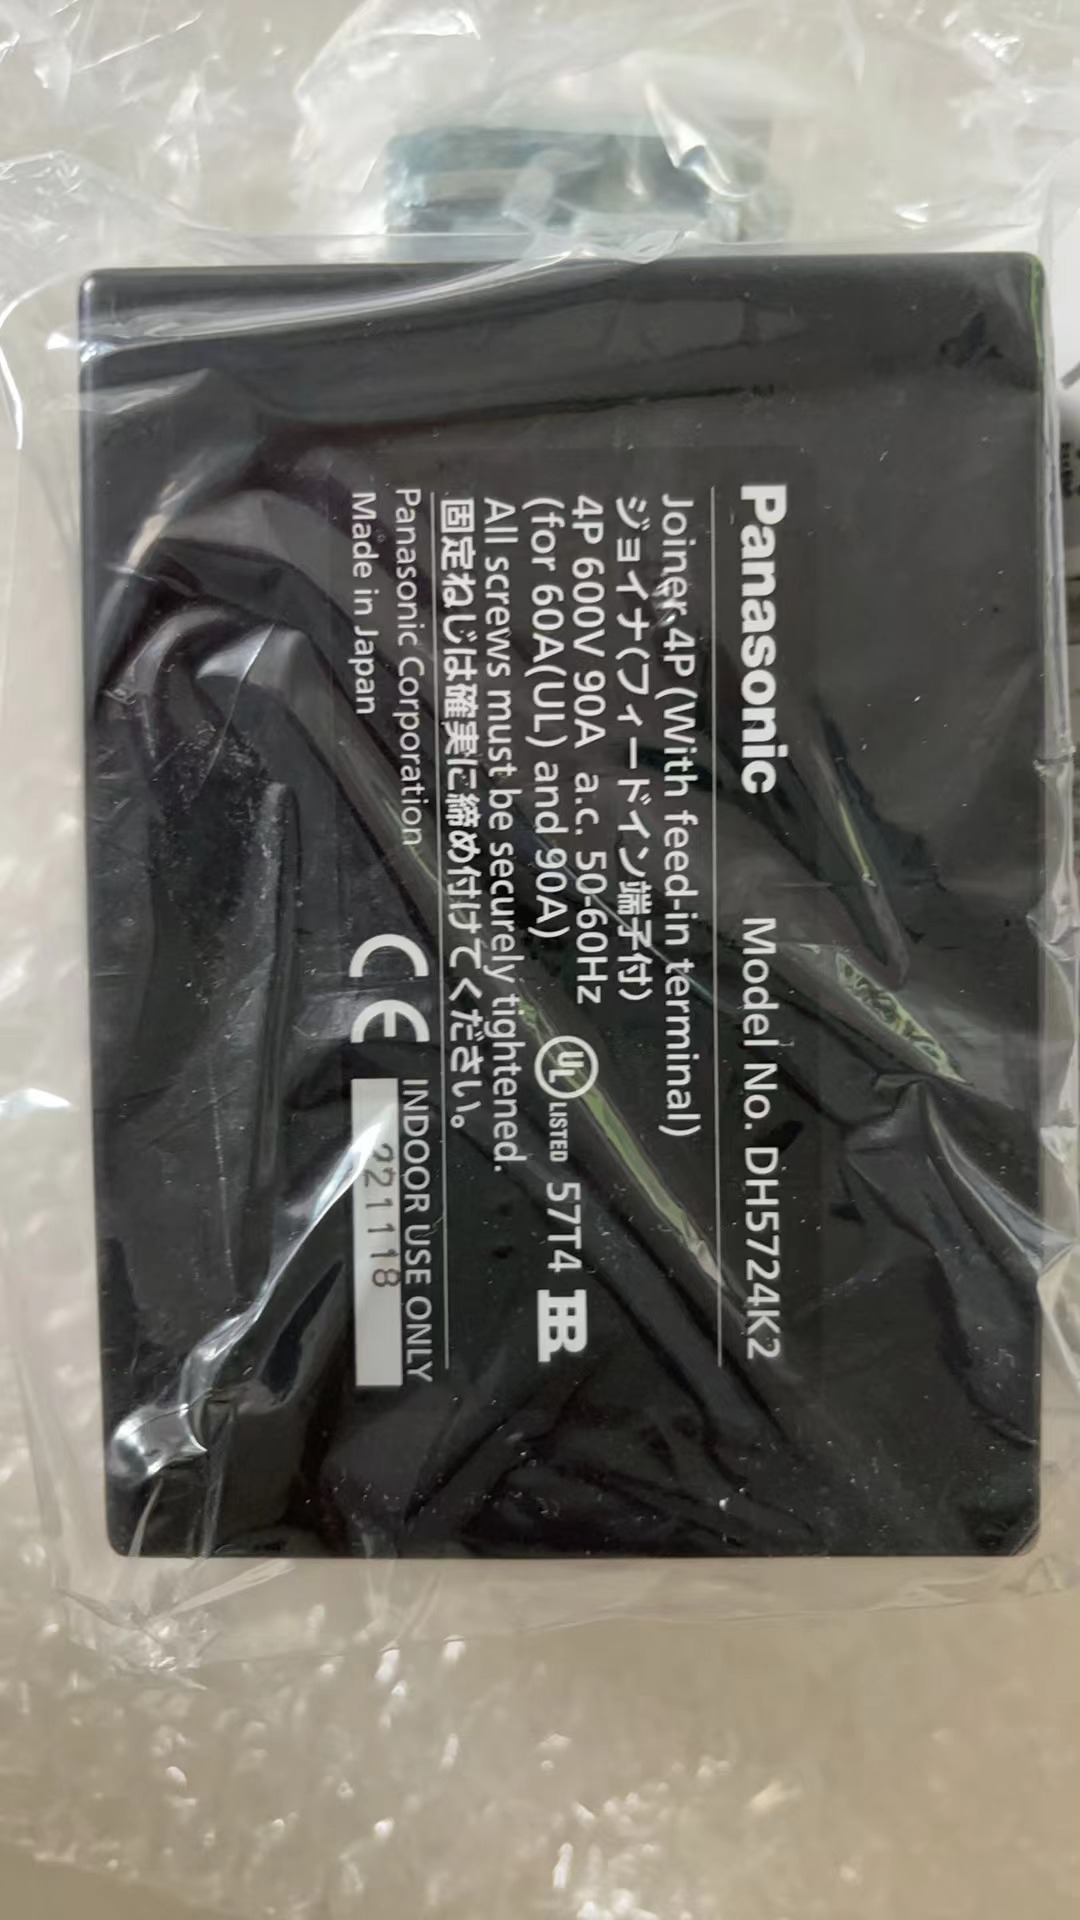 Panasonic Model No. DH5724K2
Joiner, 4P (With feed-in terminal)
ジョイナ(フィードイン端子付)
4P 600V 90A a.c. 50-60Hz
(for 60A(UL) and 90A) UL LISTED 57T4
All screws must be securely tightened.
固定ねじは確実に締め付けてください。
Panasonic Corporation
Made in Japan
CE
INDOOR USE ONLY
221118